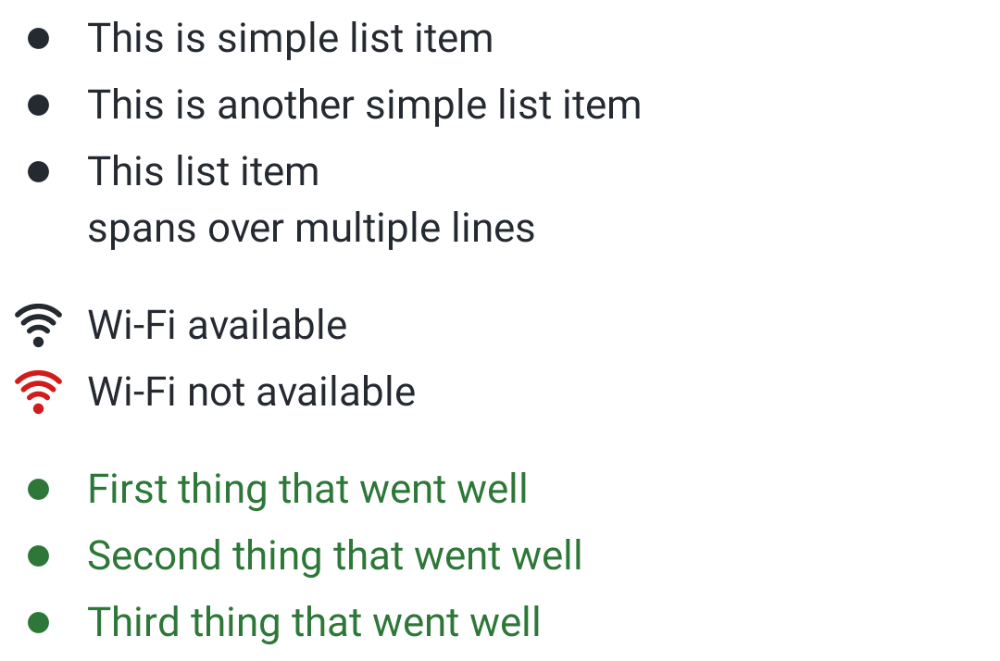 This is simple list item
This is another simple list item
This list item
spans over multiple lines
Wi-Fi available
Wi-Fi not available
First thing that went well
Second thing that went well
Third thing that went well